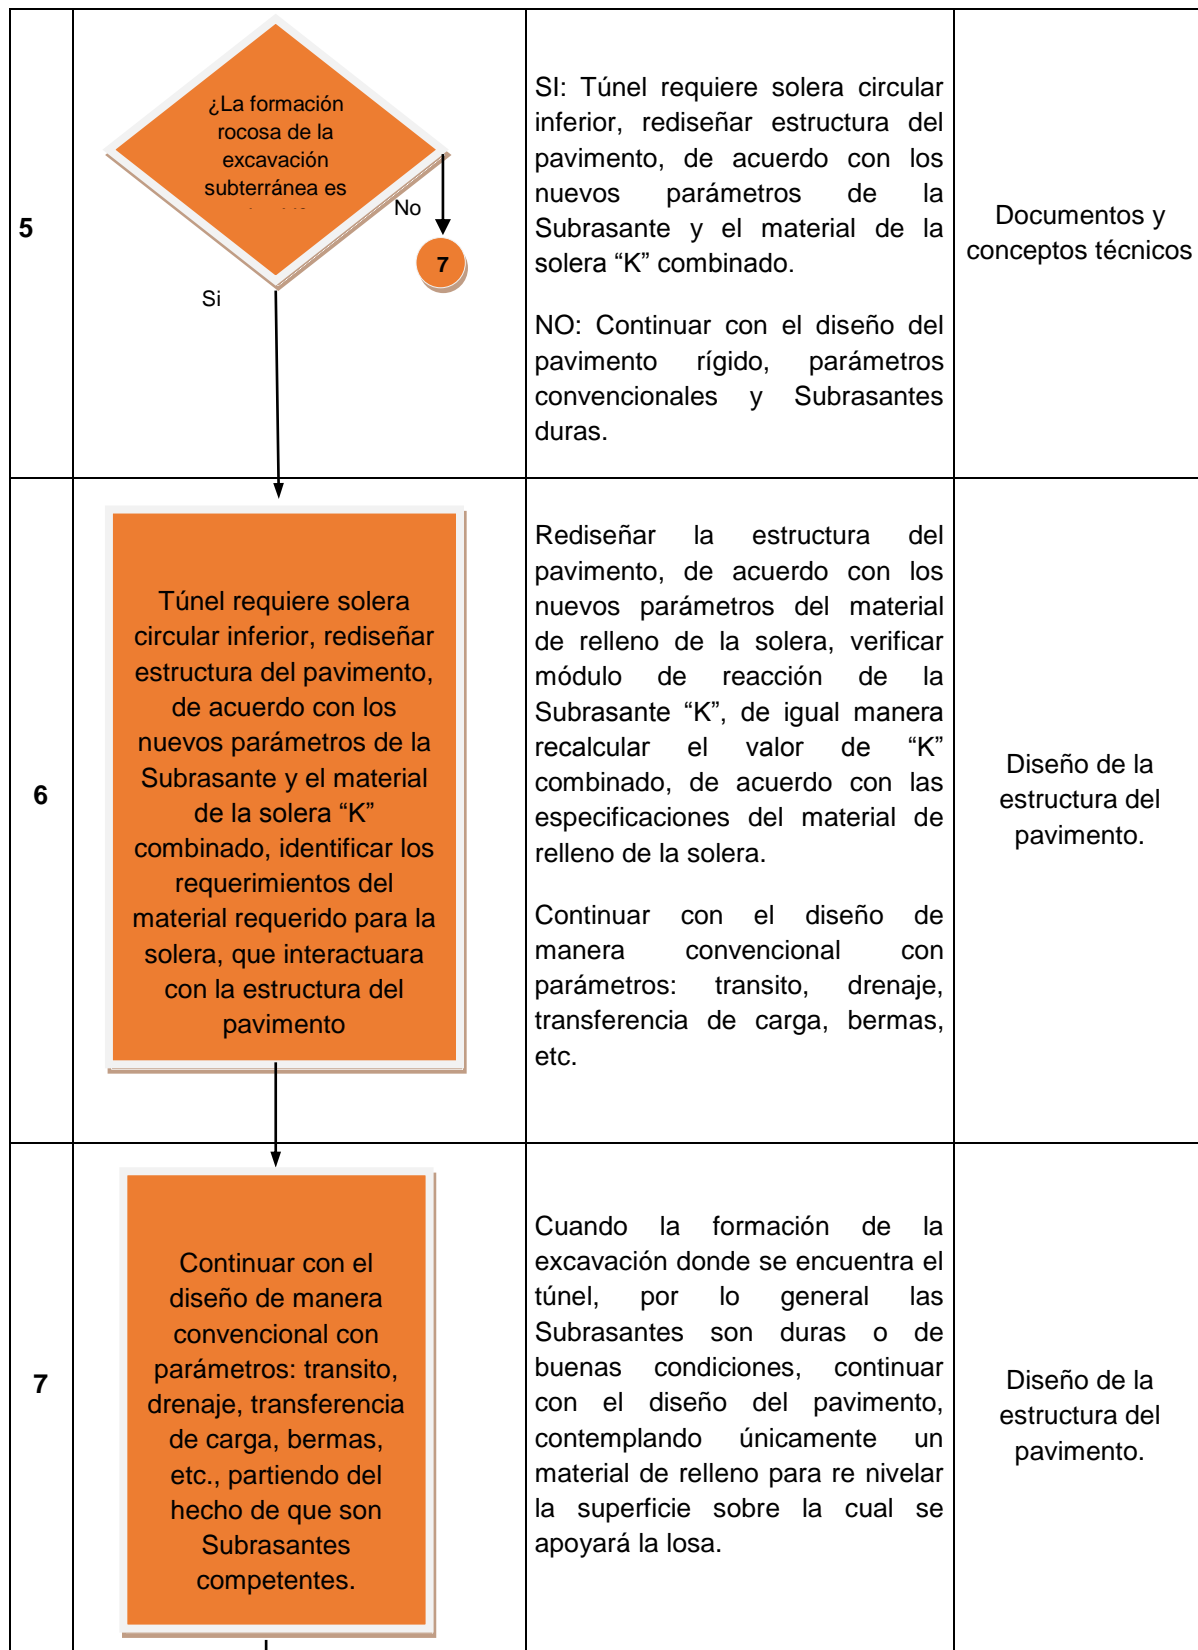 5
¿La formación
rocosa de la
excavación
subterránea es
No
7
Si
SI: Túnel requiere solera circular
inferior, rediseñar estructura del
pavimento, de acuerdo con los
nuevos parámetros de la
Subrasante y el material de la
solera “K” combinado.
NO: Continuar con el diseño del
pavimento rígido, parámetros
convencionales y Subrasantes
duras.
Documentos y
conceptos técnicos
6
Túnel requiere solera
circular inferior, rediseñar
estructura del pavimento,
de acuerdo con los
nuevos parámetros de la
Subrasante y el material
de la solera “K”
combinado, identificar los
requerimientos del
material requerido para la
solera, que interactuara
con la estructura del
pavimento
Rediseñar la estructura del
pavimento, de acuerdo con los
nuevos parámetros del material
de relleno de la solera, verificar
módulo de reacción de la
Subrasante “K”, de igual manera
recalcular el valor de “K”
combinado, de acuerdo con las
especificaciones del material de
relleno de la solera.
Continuar con el diseño de
manera convencional con
parámetros: transito, drenaje,
transferencia de carga, bermas,
etc.
Diseño de la
estructura del
pavimento.
7
Continuar con el
diseño de manera
convencional con
parámetros: transito,
drenaje, transferencia
de carga, bermas,
etc., partiendo del
hecho de que son
Subrasantes
competentes.
Cuando la formación de la
excavación donde se encuentra el
túnel, por lo general las
Subrasantes son duras o de
buenas condiciones, continuar
con el diseño del pavimento,
contemplando únicamente un
material de relleno para re nivelar
la superficie sobre la cual se
apoyará la losa.
Diseño de la
estructura del
pavimento.